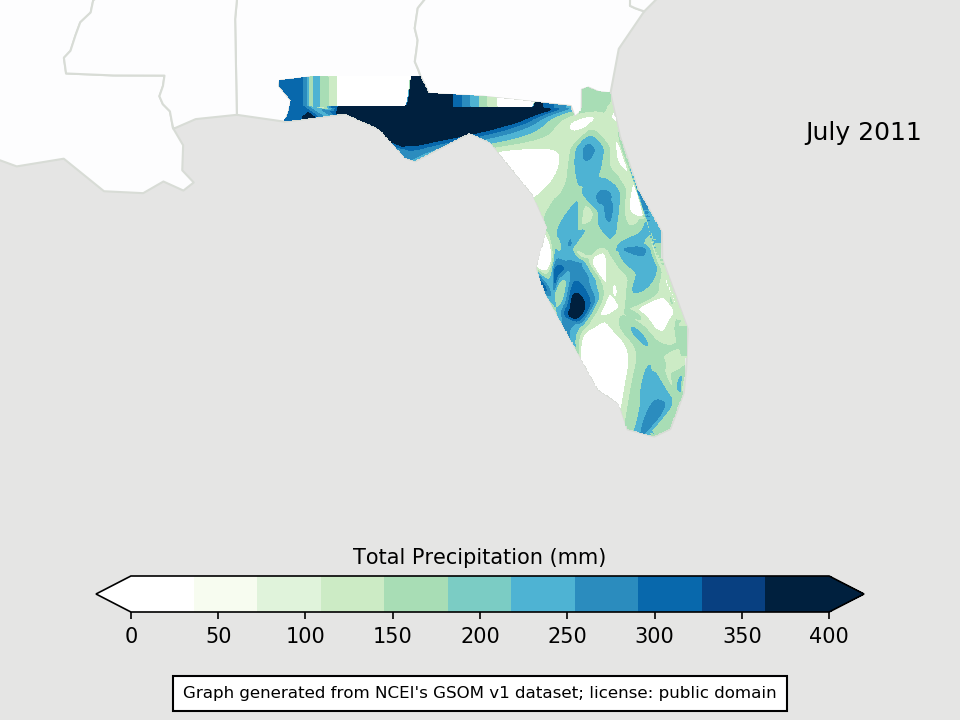 July 2011
Total Precipitation (mm)
0 50 100 150 200 250 300 350 400
Graph generated from NCEI's GSOM v1 dataset; license: public domain